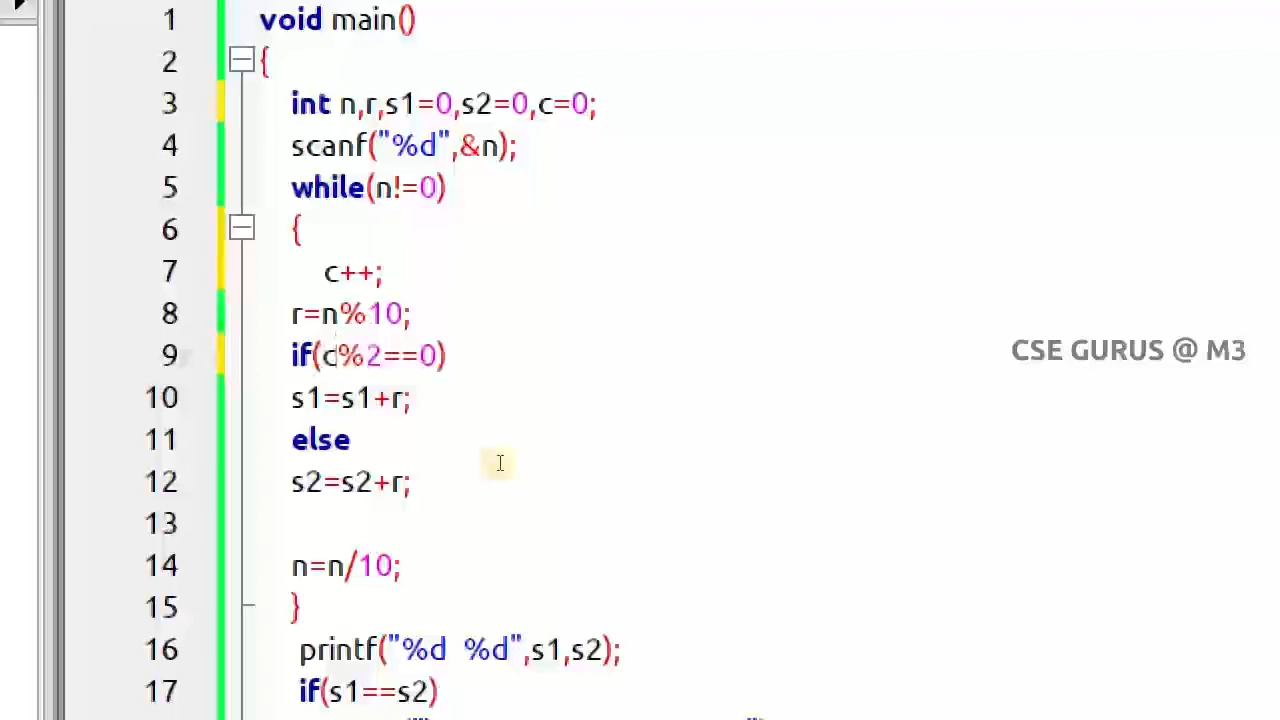 1 void main()
2 {
3 int n,r,s1=0,s2=0,c=0;
4 scanf("%d",&n);
5 while(n!=0)
6 {
7 c++;
8 r=n%10;
9 if(c%2==0)
CSE GURUS @ M3
10 s1=s1+r;
11 else
12 s2=s2+r;
13
14 n=n/10;
15 }
16 printf("%d  %d",s1,s2);
17 if(s1==s2)